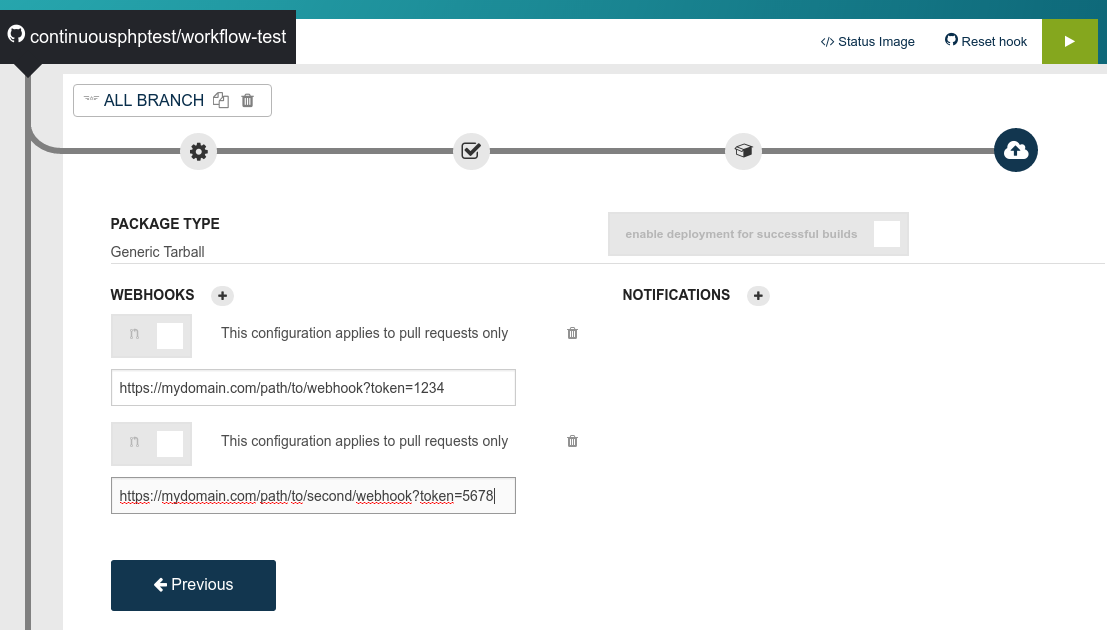 continuousphptest/workflow-test
</> Status Image
Reset hook
ALL BRANCH
PACKAGE TYPE
Generic Tarball
enable deployment for successful builds
WEBHOOKS
NOTIFICATIONS
This configuration applies to pull requests only
https://mydomain.com/path/to/webhook?token=1234
This configuration applies to pull requests only
https://mydomain.com/path/to/second/webhook?token=5678
Previous